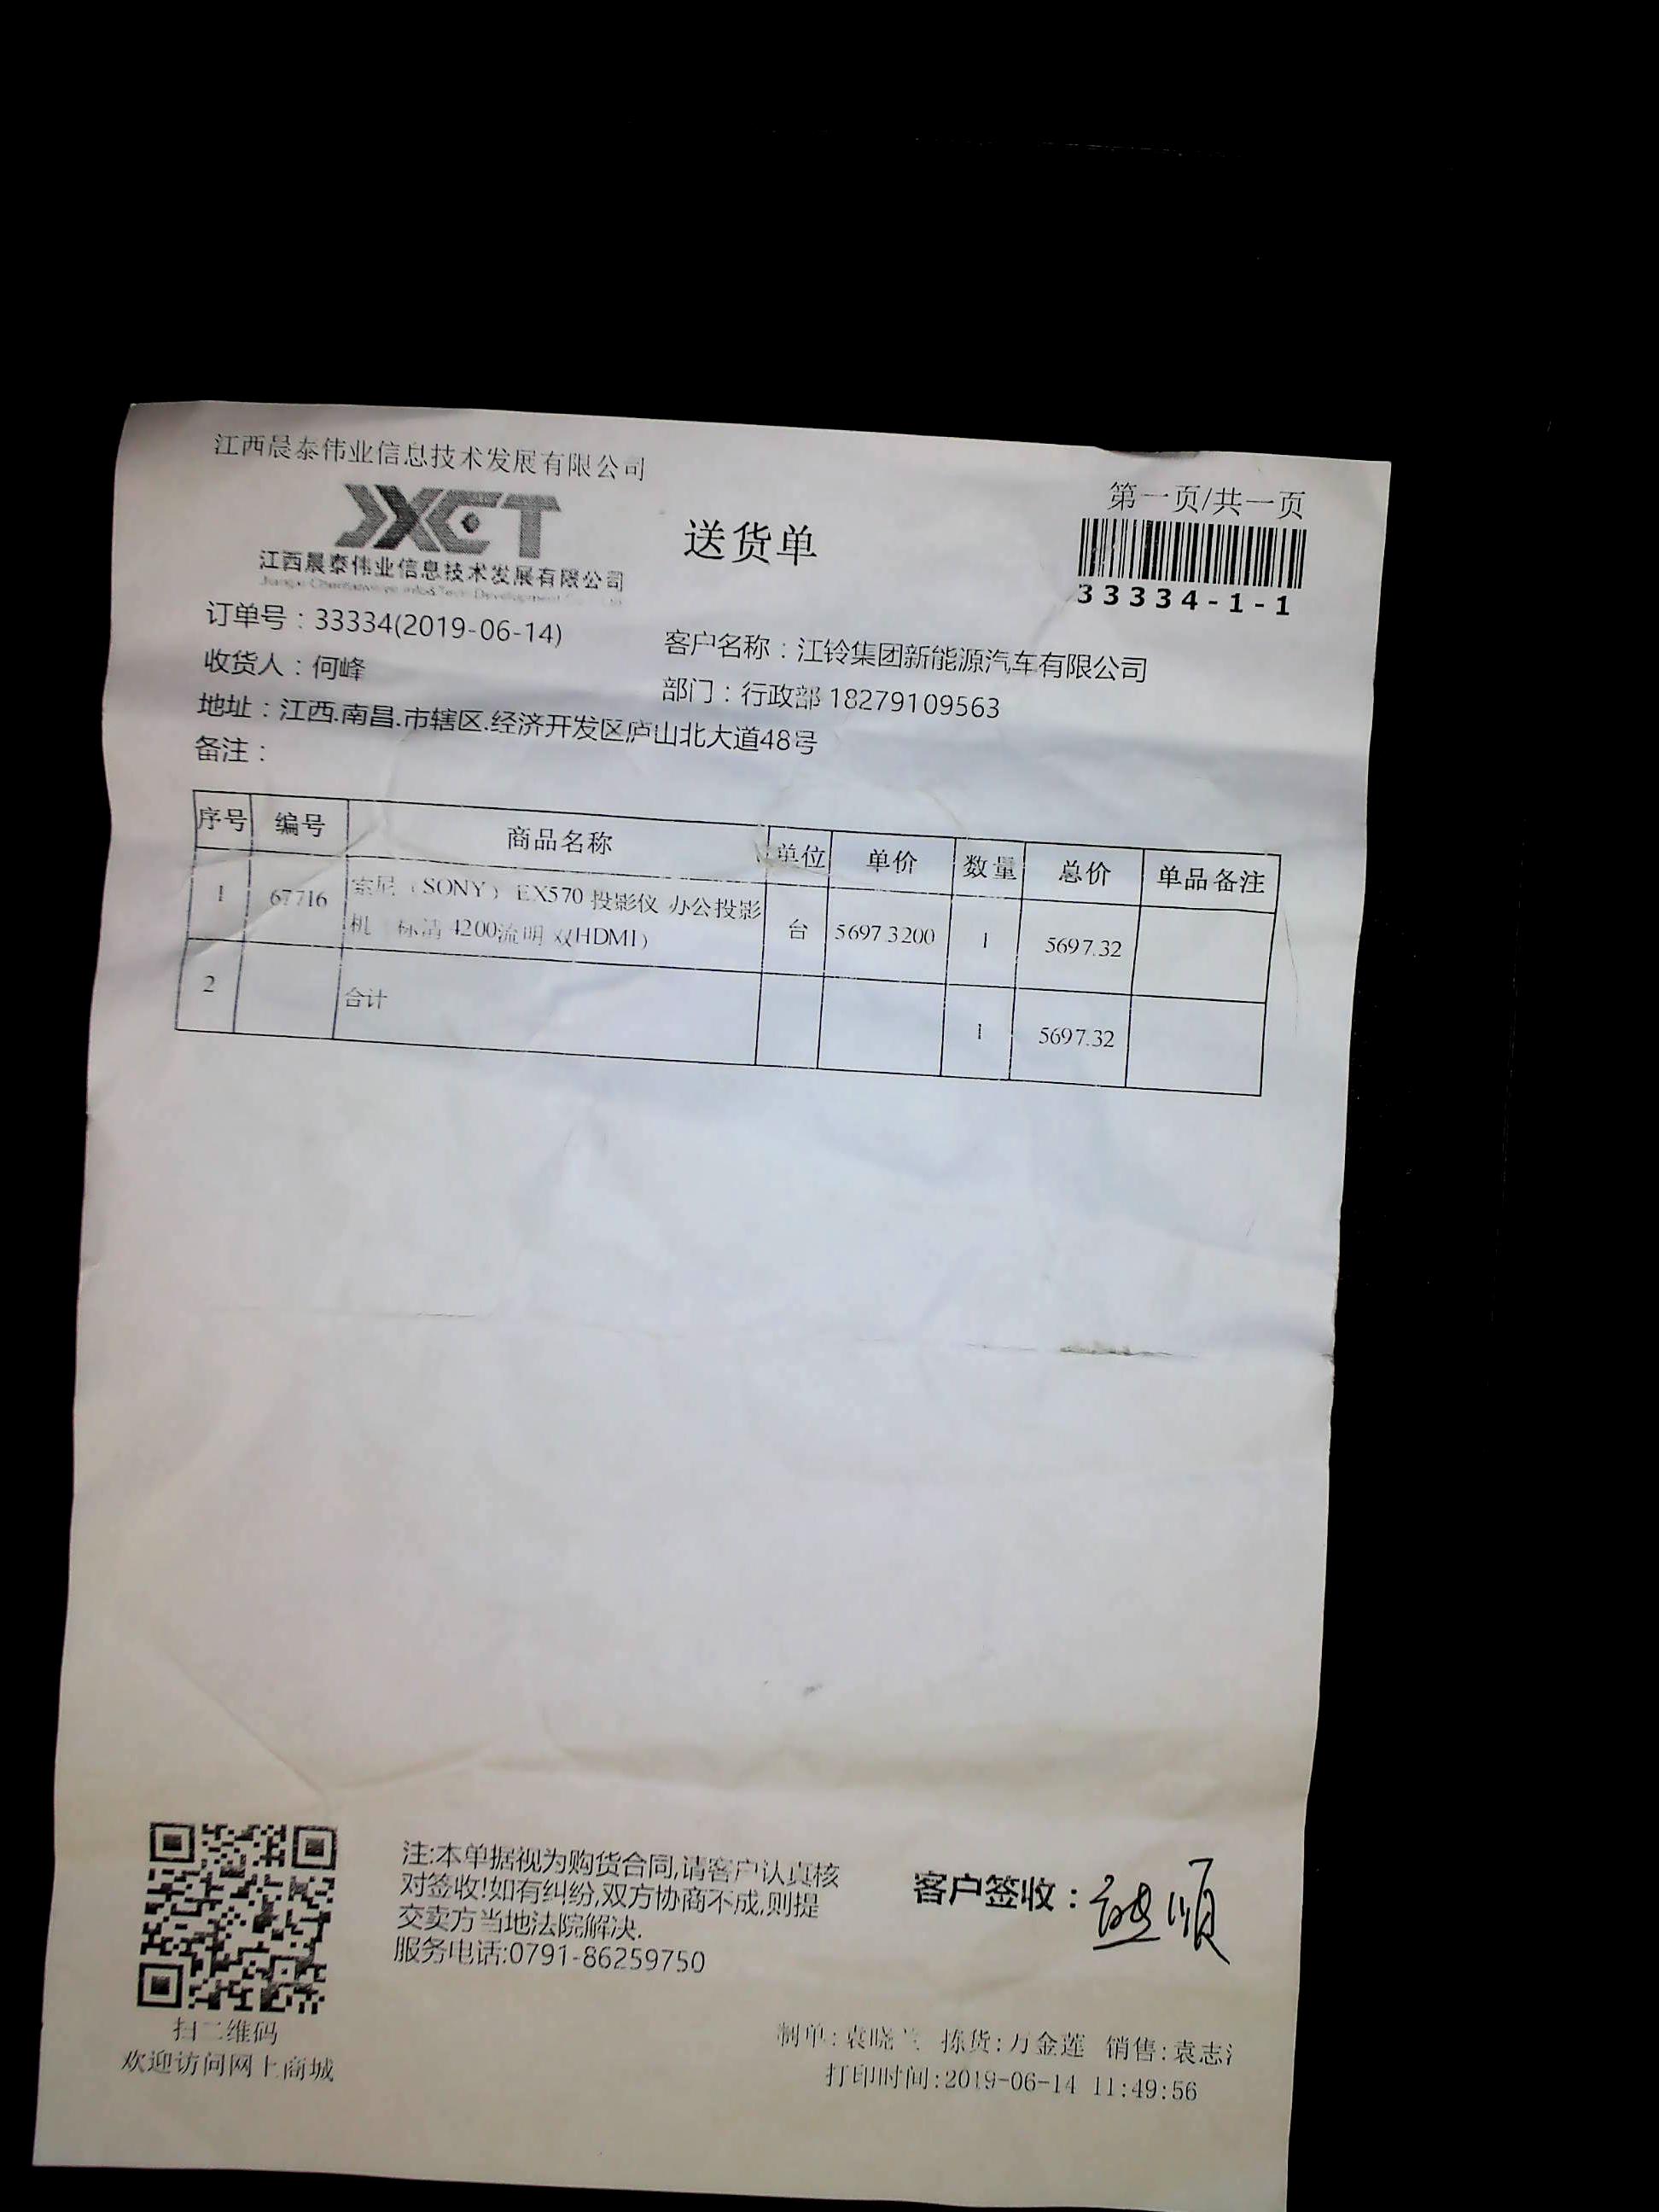 江西晨泰伟业信息技术发展有限公司
第一页/共一页
JXCT
送货单
江西晨泰伟业信息技术发展有限公司
33334-1-1
订单号：33334(2019-06-14)
客户名称：江铃集团新能源汽车有限公司
收货人：何峰
部门：行政部 18279109563
地址：江西.南昌.市辖区.经济开发区庐山北大道48号
备注：
序号 编号 商品名称 单位 单价 数量 总价 单品备注
1 67716 索尼（SONY）EX570 投影仪 办公投影
机（标清 4200流明 双HDMI） 台 5697.3200 1 5697.32
2 合计 1 5697.32
注:本单据视为购货合同,请客户认真核
对签收!如有纠纷,双方协商不成,则提
交卖方当地法院解决.
服务电话:0791-86259750
客户签收：
扫二维码
欢迎访问网上商城
制单:袁晓 拣货:万金莲 销售:袁志
打印时间:2019-06-14 11:49:56